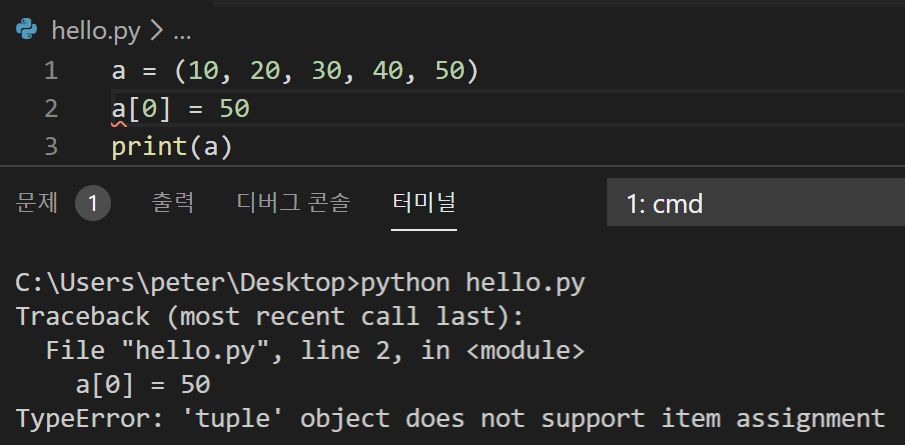 hello.py > ...
1 a = (10, 20, 30, 40, 50)
2 a[0] = 50
3 print(a)
문제 1 출력 디버그 콘솔 터미널 1: cmd
C:\Users\peter\Desktop>python hello.py
Traceback (most recent call last):
  File "hello.py", line 2, in <module>
    a[0] = 50
TypeError: 'tuple' object does not support item assignment